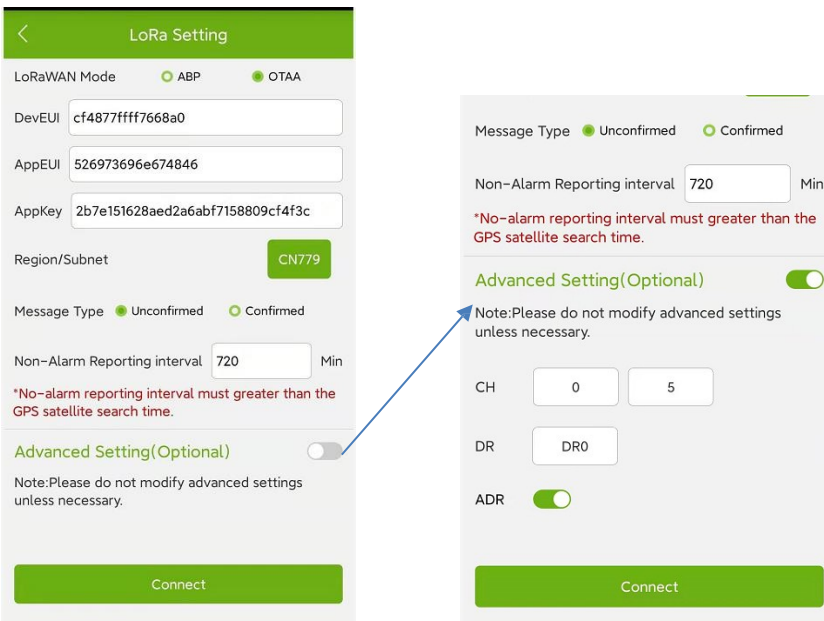 LoRa Setting
LoRaWAN Mode ABP OTAA
DevEUI cf4877ffff7668a0
AppEUI 526973696e674846
AppKey 2b7e151628aed2a6abf7158809cf4f3c
Region/Subnet CN779
Message Type Unconfirmed Confirmed
Non-Alarm Reporting interval 720 Min
*No-alarm reporting interval must greater than the
GPS satellite search time.
Advanced Setting(Optional)
Note:Please do not modify advanced settings
unless necessary.
Connect
Message Type Unconfirmed Confirmed
Non-Alarm Reporting interval 720 Min
*No-alarm reporting interval must greater than the
GPS satellite search time.
Advanced Setting(Optional)
Note:Please do not modify advanced settings
unless necessary.
CH 0 5
DR DR0
ADR
Connect